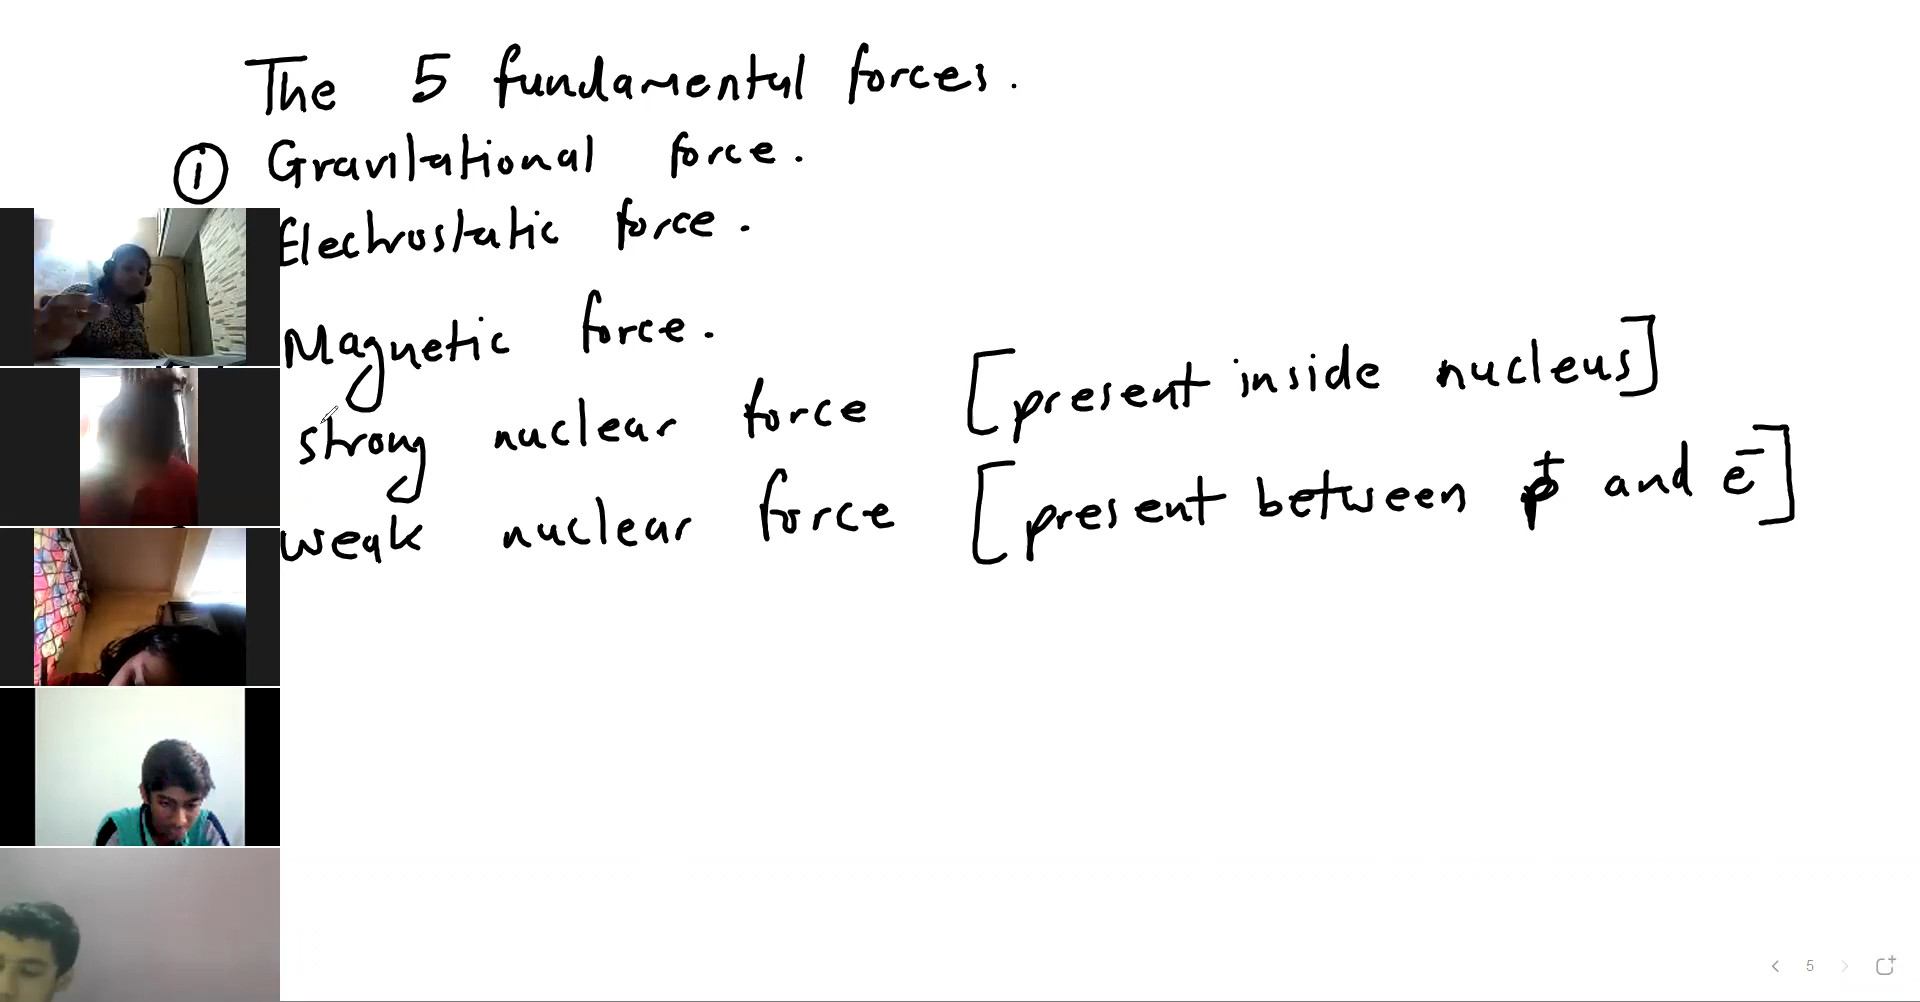 The 5 fundamental forces.
① Gravitational force.
Electrostatic force.
Magnetic force.
strong nuclear force [present inside nucleus]
weak nuclear force [present between p⁺ and e⁻]
5